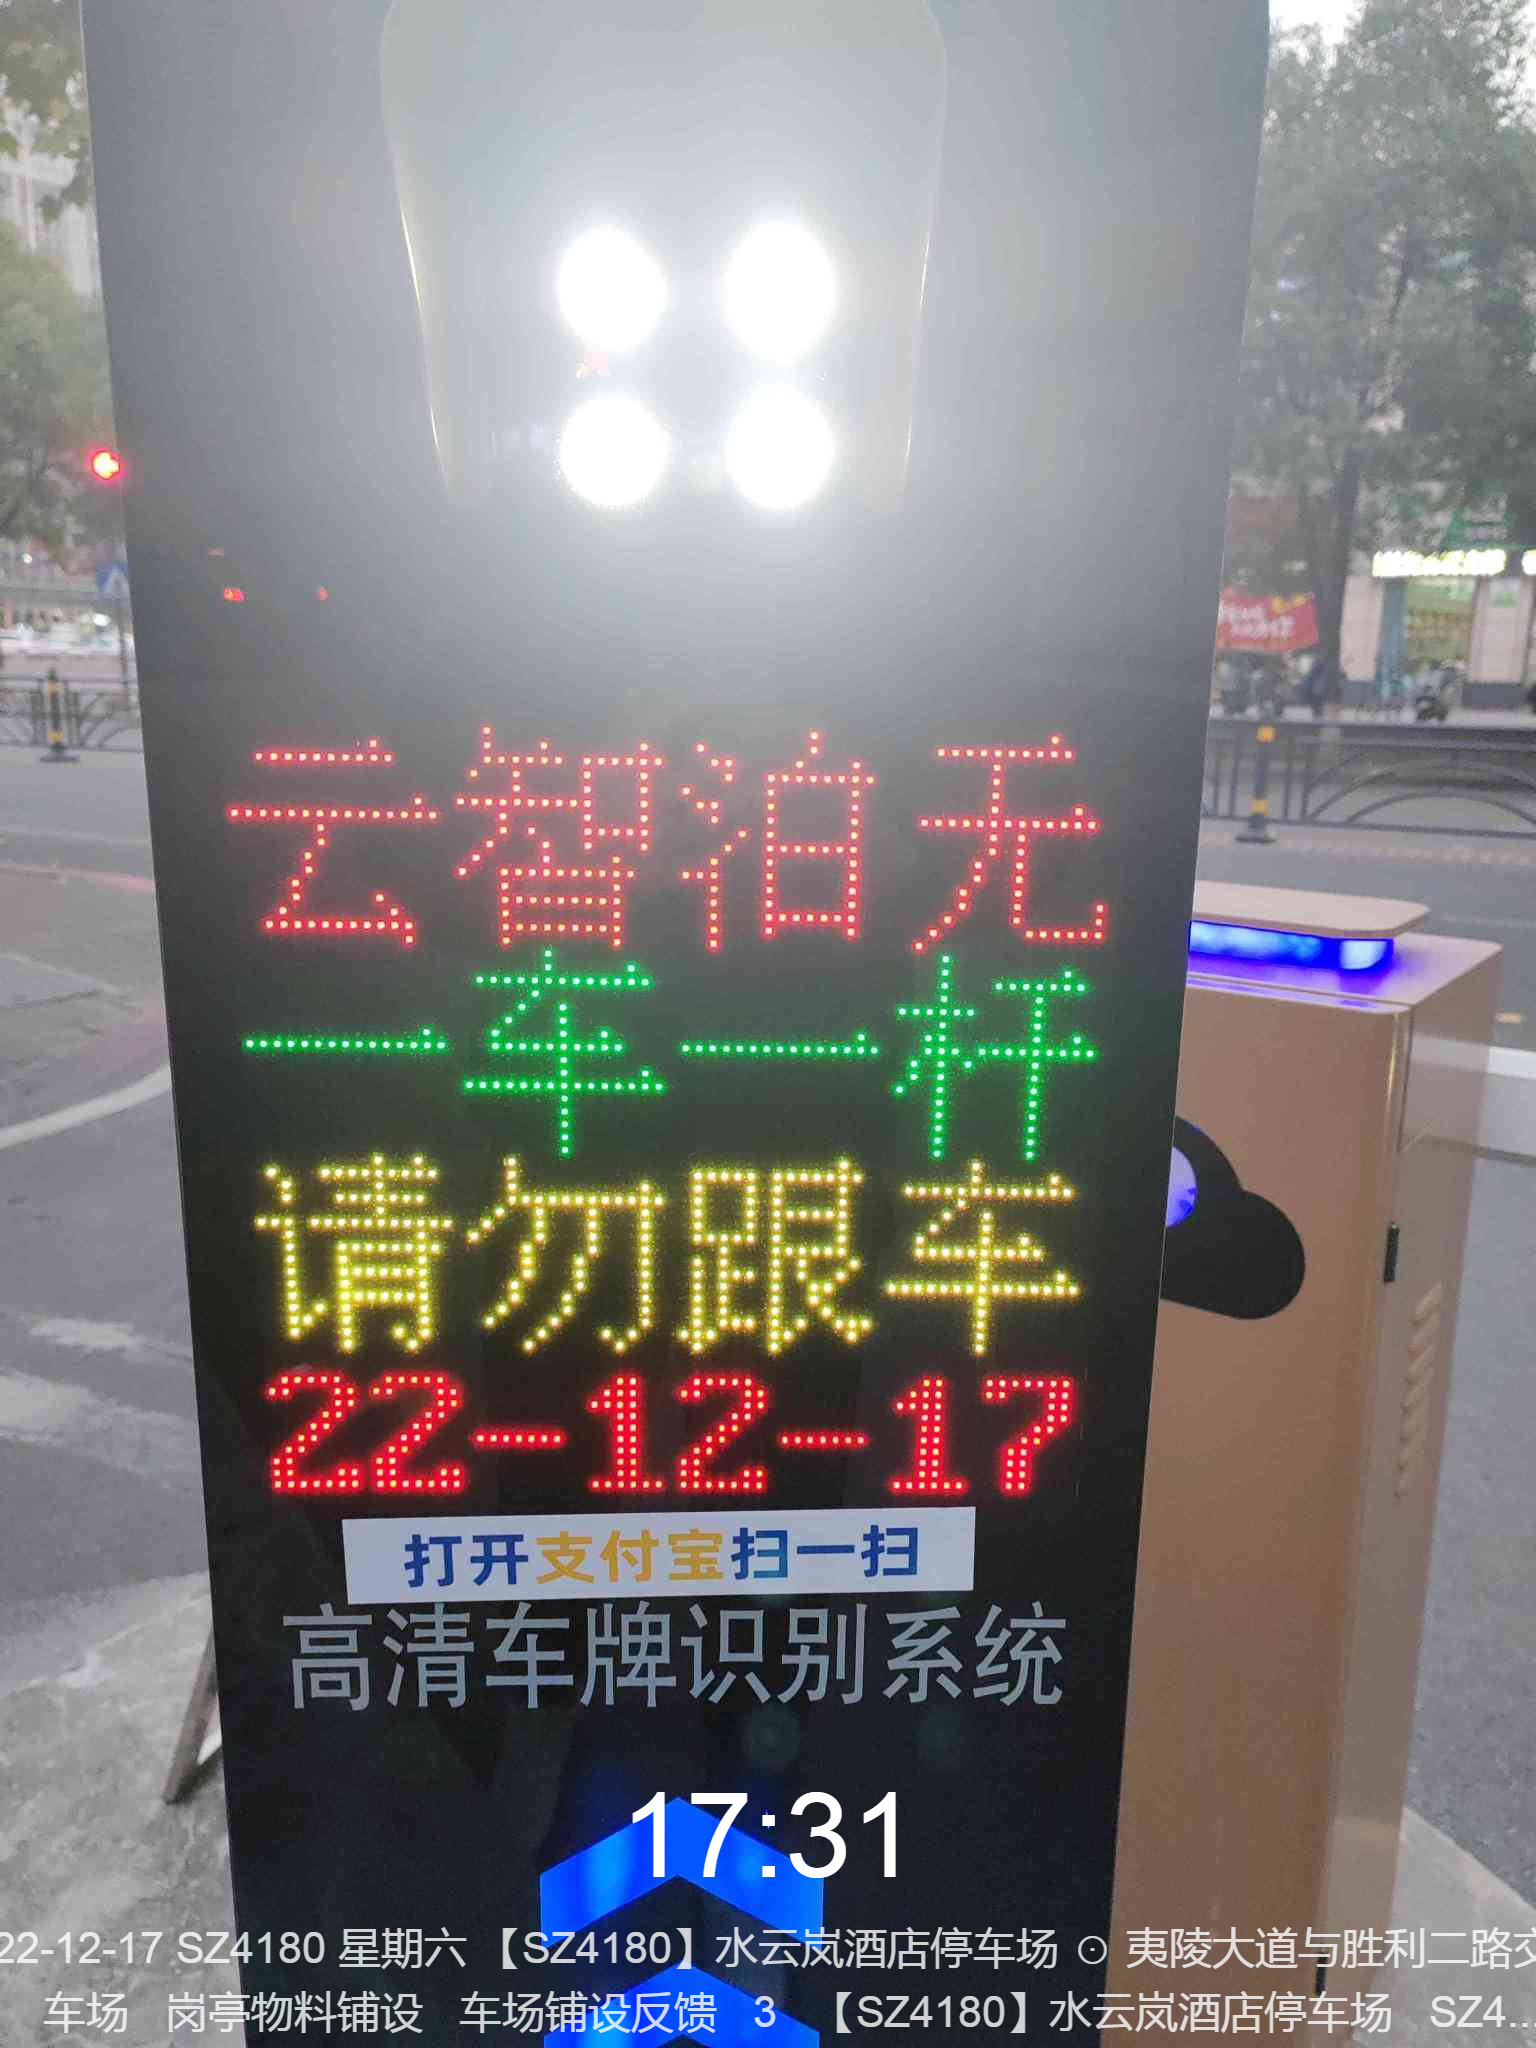 云智泊无
一车一杆
请勿跟车
22-12-17
打开支付宝扫一扫
高清车牌识别系统
17:31
22-12-17 SZ4180 星期六 【SZ4180】水云岚酒店停车场 ⊙ 夷陵大道与胜利二路交
车场 岗亭物料铺设 车场铺设反馈 3 【SZ4180】水云岚酒店停车场 SZ4...